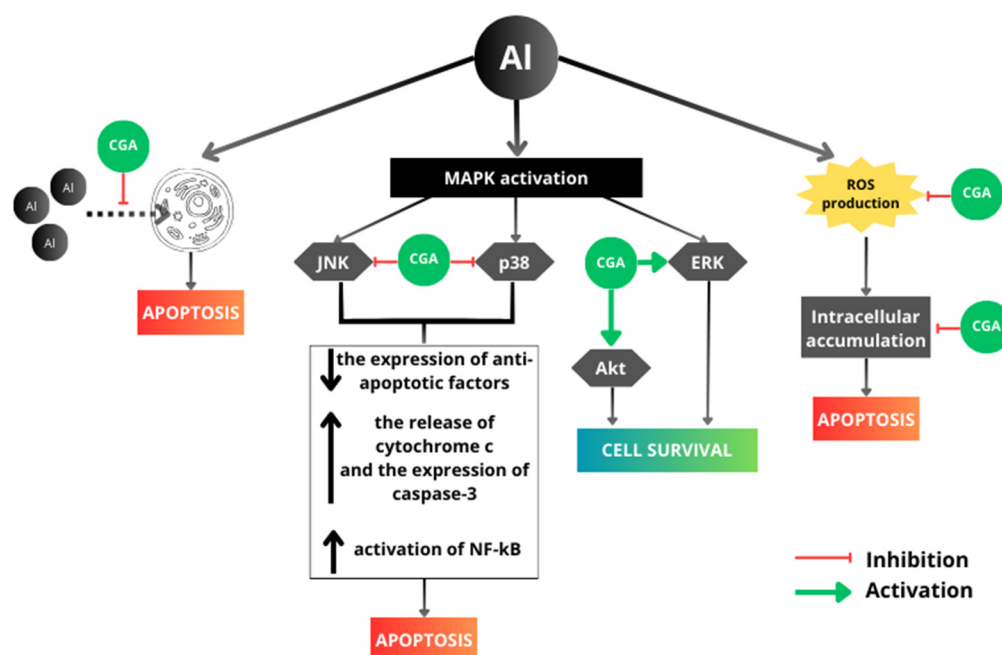 Al
CGA
Al
Al
Al
APOPTOSIS
MAPK activation
JNK
CGA
p38
CGA
ERK
Akt
the expression of anti-
apoptotic factors
the release of
cytochrome c
and the expression of
caspase-3
activation of NF-kB
APOPTOSIS
CELL SURVIVAL
ROS
production
CGA
Intracellular
accumulation
CGA
APOPTOSIS
Inhibition
Activation